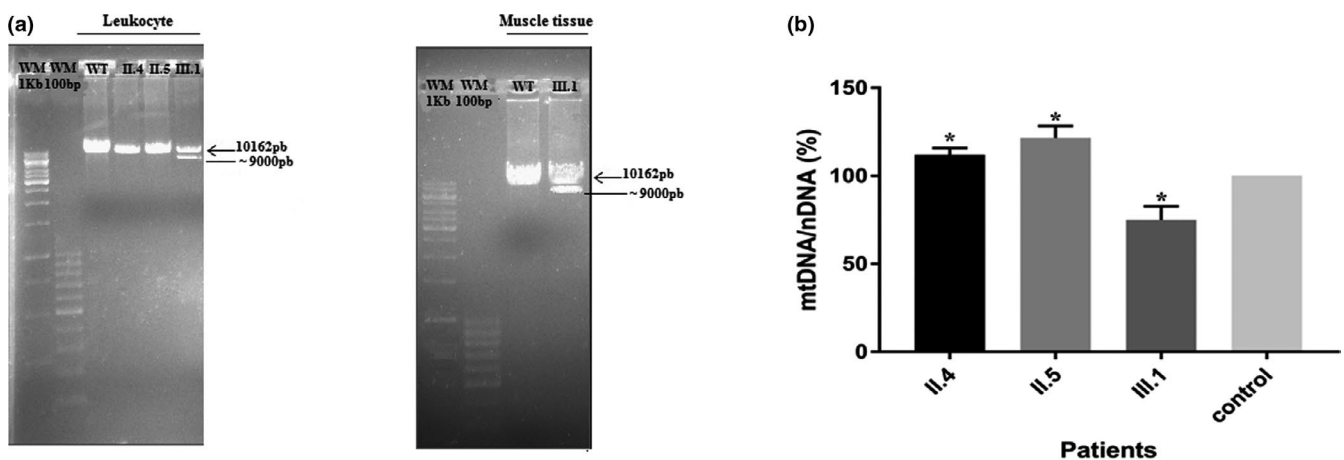 (a)
Leukocyte
WM WM WT II.4 II.5 III.1
1Kb 100bp
10162pb
~9000pb
Muscle tissue
WM WM WT III.1
1Kb 100bp
10162pb
~9000pb
(b)
mtDNA/nDNA (%)
150
100
50
0
* * *
II.4 II.5 III.1 control
Patients